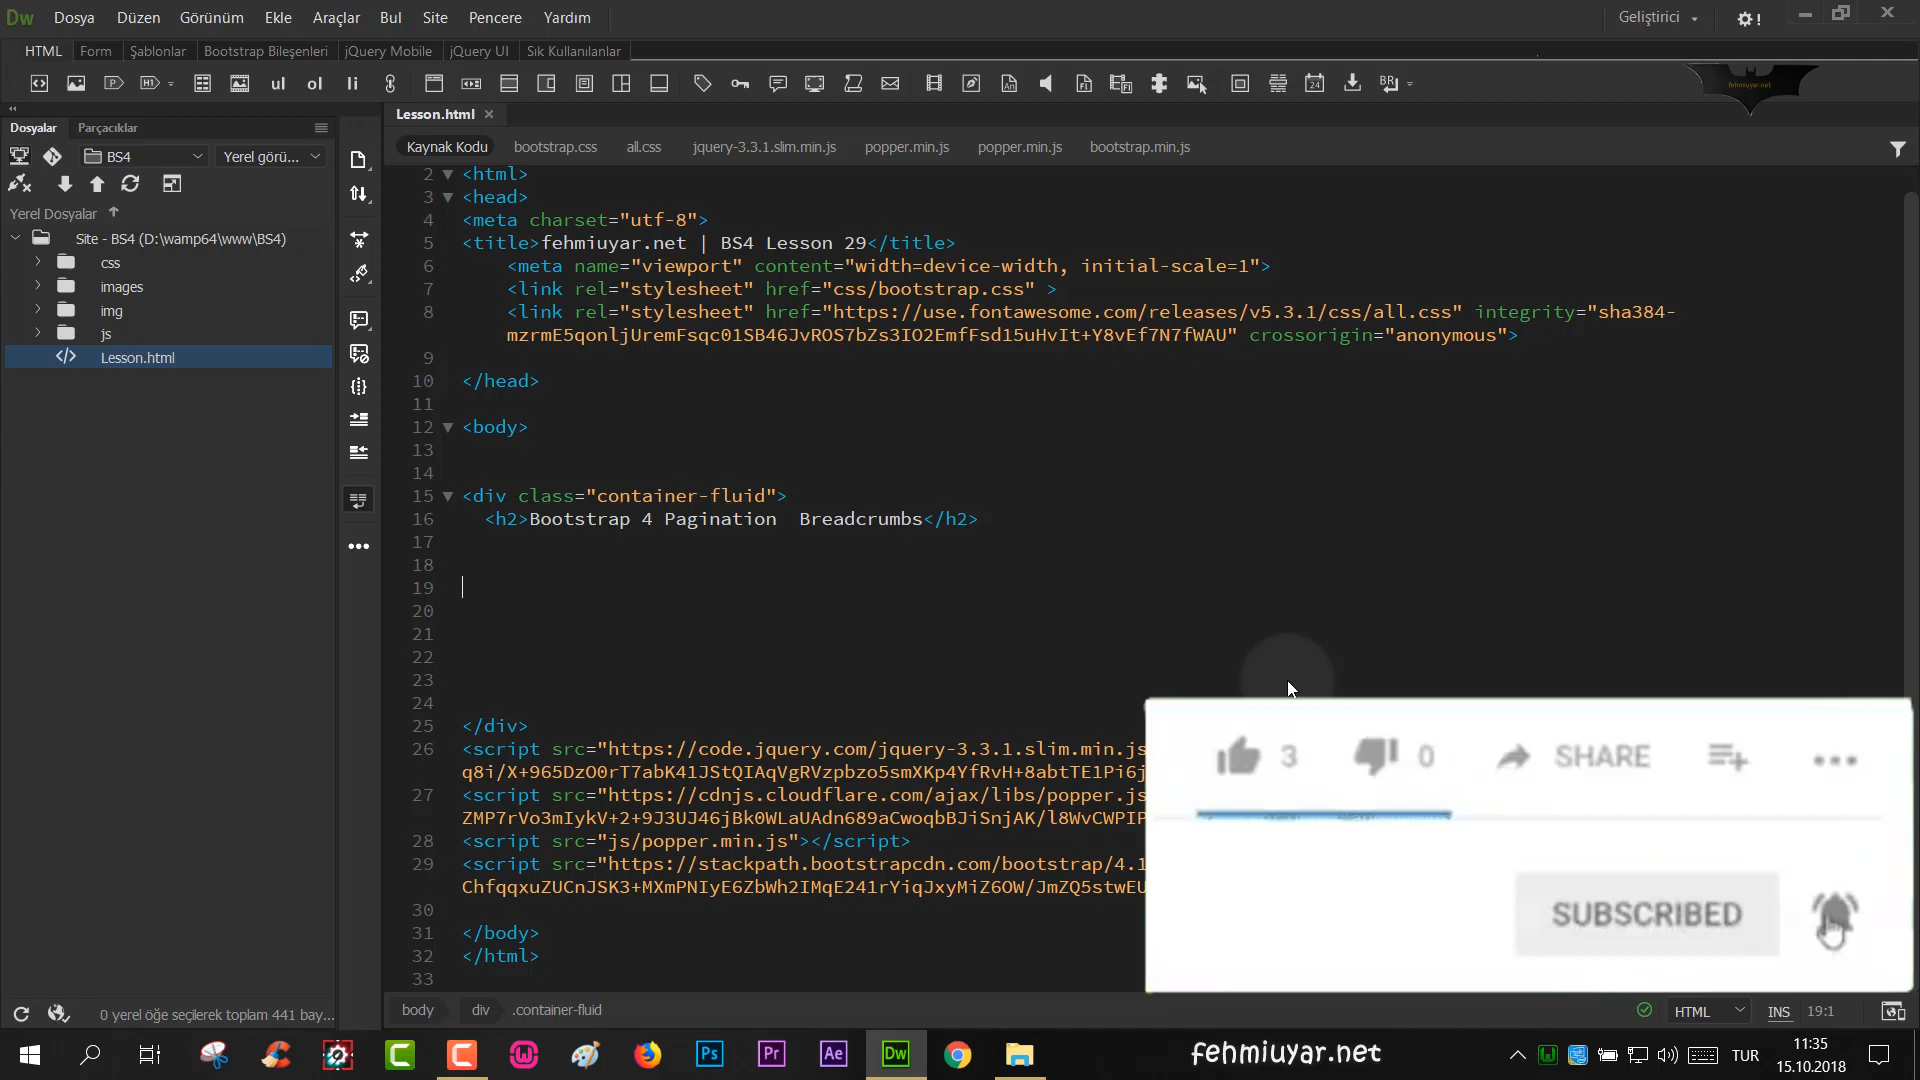 Dw Dosya Düzen Görünüm Ekle Araçlar Bul Site Pencere Yardım Geliştirici
HTML Form Şablonlar Bootstrap Bileşenleri jQuery Mobile jQuery UI Sık Kullanılanlar
H1 ul ol li 24 BR
fehmiuyar.net
Dosyalar Parçacıklar
Lesson.html
BS4 Yerel görü...
Kaynak Kodu bootstrap.css all.css jquery-3.3.1.slim.min.js popper.min.js popper.min.js bootstrap.min.js
Yerel Dosyalar
Site - BS4 (D:\wamp64\www\BS4)
css
images
img
js
Lesson.html
2 <html>
3 <head>
4 <meta charset="utf-8">
5 <title>fehmiuyar.net | BS4 Lesson 29</title>
6 <meta name="viewport" content="width=device-width, initial-scale=1">
7 <link rel="stylesheet" href="css/bootstrap.css" >
8 <link rel="stylesheet" href="https://use.fontawesome.com/releases/v5.3.1/css/all.css" integrity="sha384-
mzrmE5qonljUremFsqc01SB46JvROS7bZs3IO2EmfFsd15uHvIt+Y8vEf7N7fWAU" crossorigin="anonymous">
9
10 </head>
11
12 <body>
13
14
15 <div class="container-fluid">
16 <h2>Bootstrap 4 Pagination  Breadcrumbs</h2>
17
18
19
20
21
22
23
24
25 </div>
26 <script src="https://code.jquery.com/jquery-3.3.1.slim.min.js
q8i/X+965DzO0rT7abK41JStQIAqVgRVzpbzo5smXKp4YfRvH+8abtTE1Pi6j
27 <script src="https://cdnjs.cloudflare.com/ajax/libs/popper.js
ZMP7rVo3mIykV+2+9J3UJ46jBk0WLaUAdn689aCwoqbBJiSnjAK/l8WvCWPIP
28 <script src="js/popper.min.js"></script>
29 <script src="https://stackpath.bootstrapcdn.com/bootstrap/4.1
ChfqqxuZUCnJSK3+MXmPNIyE6ZbWh2IMqE241rYiqJxyMiZ6OW/JmZQ5stwEU
30
31 </body>
32 </html>
33
3 0 SHARE
SUBSCRIBED
0 yerel öğe seçilerek toplam 441 bay...
body div .container-fluid
HTML INS 19:1
Ps Pr Ae Dw
fehmiuyar.net
TUR
11:35
15.10.2018